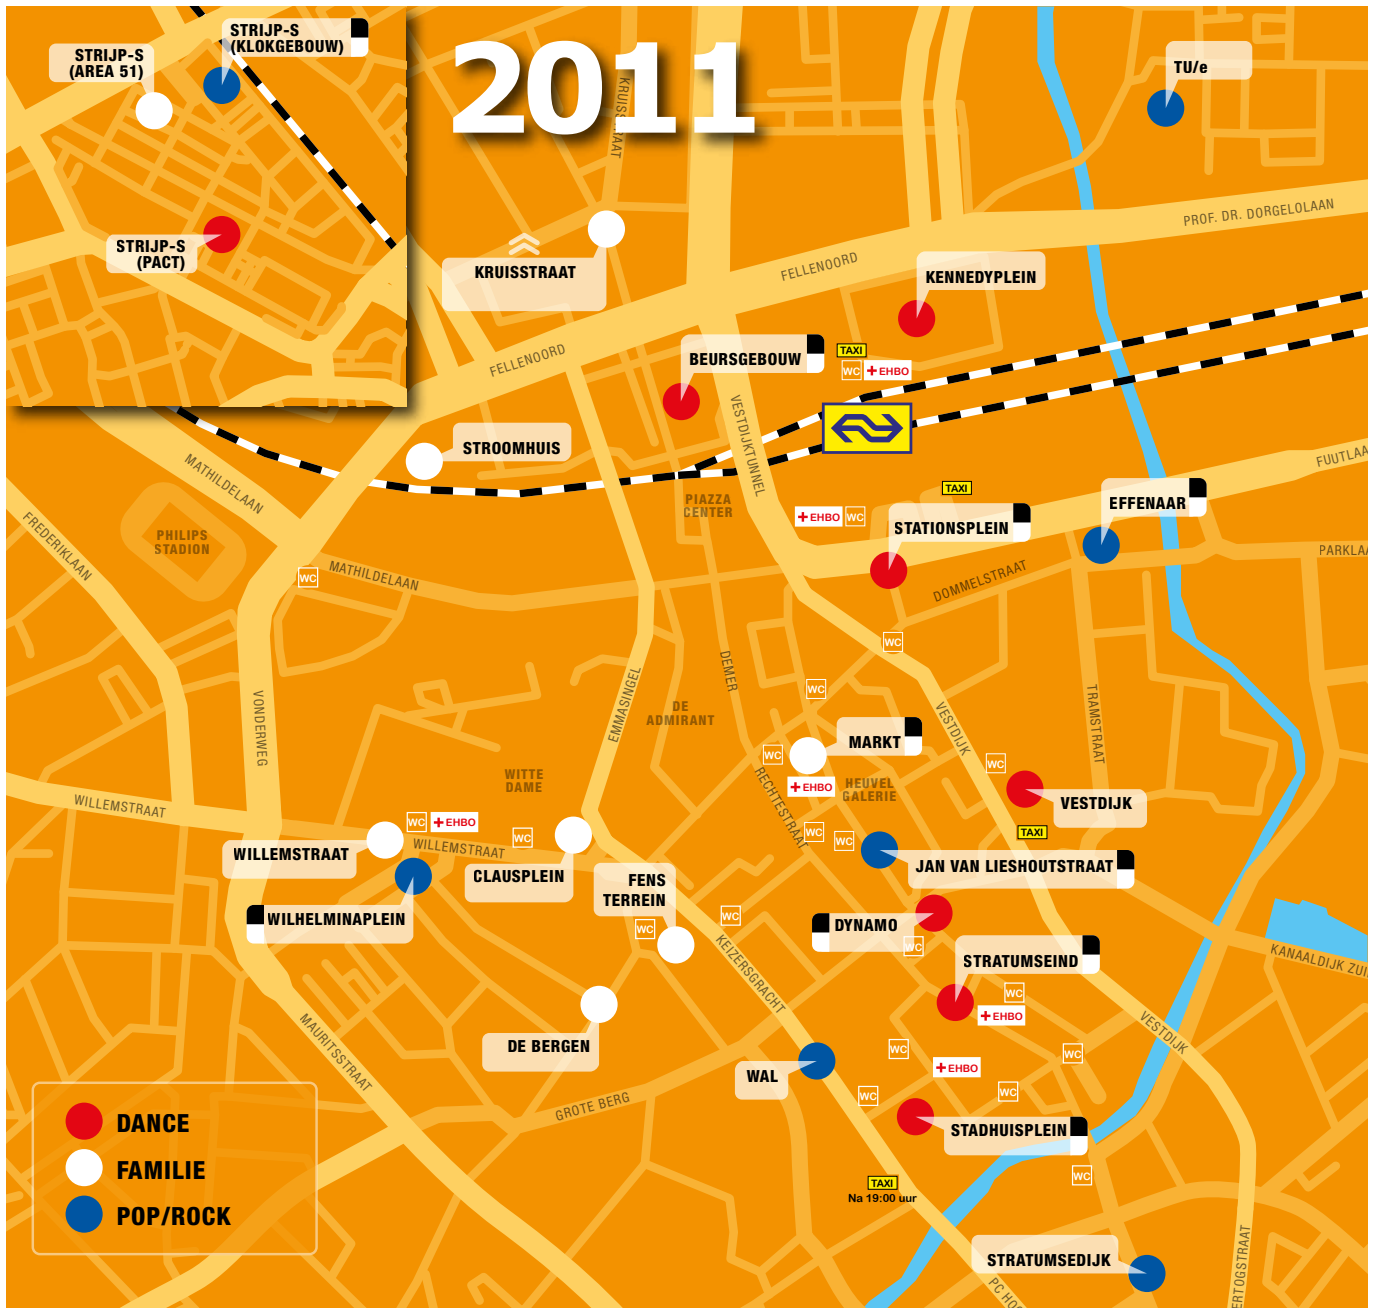 2011
STRIJP-S
(KLOKGEBOUW)
STRIJP-S
(AREA 51)
STRIJP-S
(PACT)
TU/e
KRUISSTRAAT
KRUISSTRAAT
PROF. DR. DORGELOLAAN
FELLENOORD
KENNEDYPLEIN
FELLENOORD
BEURSGEBOUW
TAXI
WC
EHBO
VESTDIJKTUNNEL
STROOMHUIS
MATHILDELAAN
FREDERIKLAAN
PHILIPS
STADION
PIAZZA
CENTER
TAXI
EHBO
WC
STATIONSPLEIN
EFFENAAR
FUUTLAA
PARKLAA
DOMMELSTRAAT
WC
MATHILDELAAN
WC
DEMER
WC
EMMASINGEL
DE
ADMIRANT
VONDERWEG
TRAMSTRAAT
VESTDIJK
MARKT
WC
WC
EHBO
HEUVEL
GALERIE
RECHTESTRAAT
WITTE
DAME
VESTDIJK
TAXI
WILLEMSTRAAT
WC
EHBO
WILLEMSTRAAT
WC
WC
WC
WILLEMSTRAAT
CLAUSPLEIN
JAN VAN LIESHOUTSTRAAT
FENS
TERREIN
WILHELMINAPLEIN
WC
WC
DYNAMO
WC
STRATUMSEIND
KANAALDIJK ZUI
KEIZERSGRACHT
WC
EHBO
DE BERGEN
MAURITSSTRAAT
VESTDIJK
WC
WC
WAL
EHBO
WC
WC
GROTE BERG
STADHUISPLEIN
WC
TAXI
Na 19:00 uur
DANCE
FAMILIE
POP/ROCK
STRATUMSEDIJK
PC HO
ERTOGSTRAAT